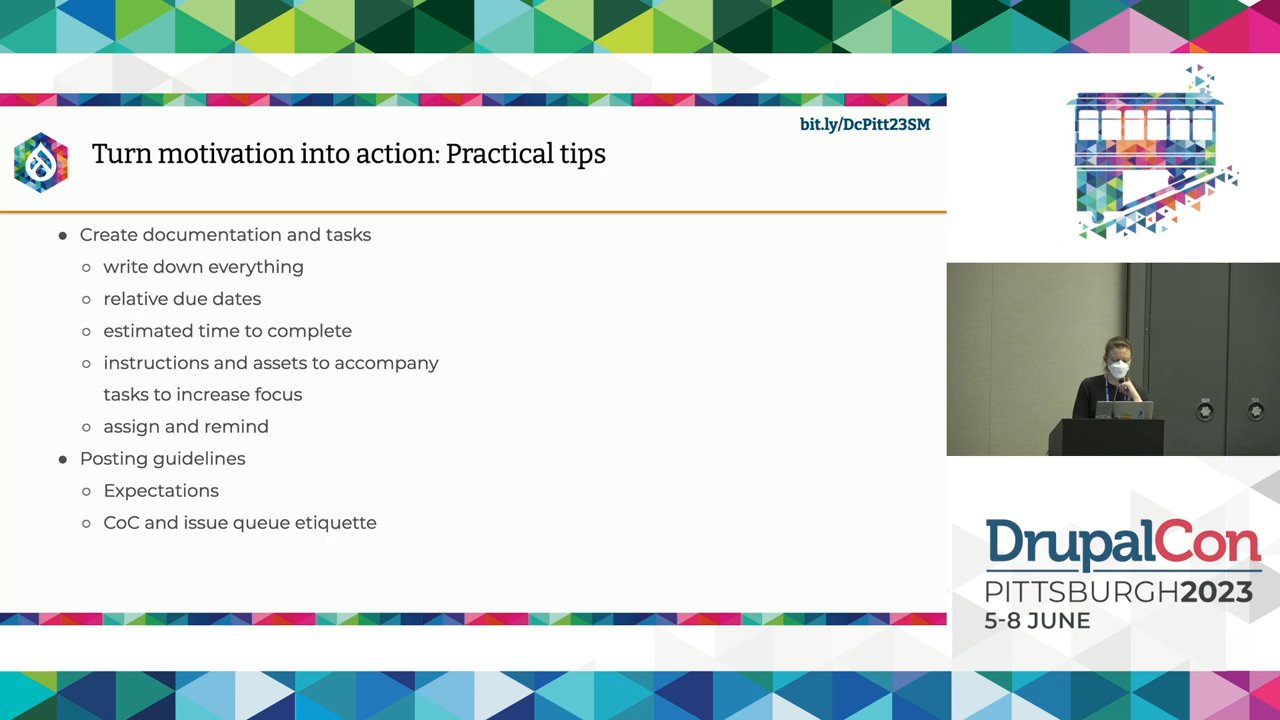 bit.ly/DcPitt23SM
Turn motivation into action: Practical tips
● Create documentation and tasks
○ write down everything
○ relative due dates
○ estimated time to complete
○ instructions and assets to accompany
tasks to increase focus
○ assign and remind
● Posting guidelines
○ Expectations
○ CoC and issue queue etiquette
DrupalCon
PITTSBURGH2023
5-8 JUNE